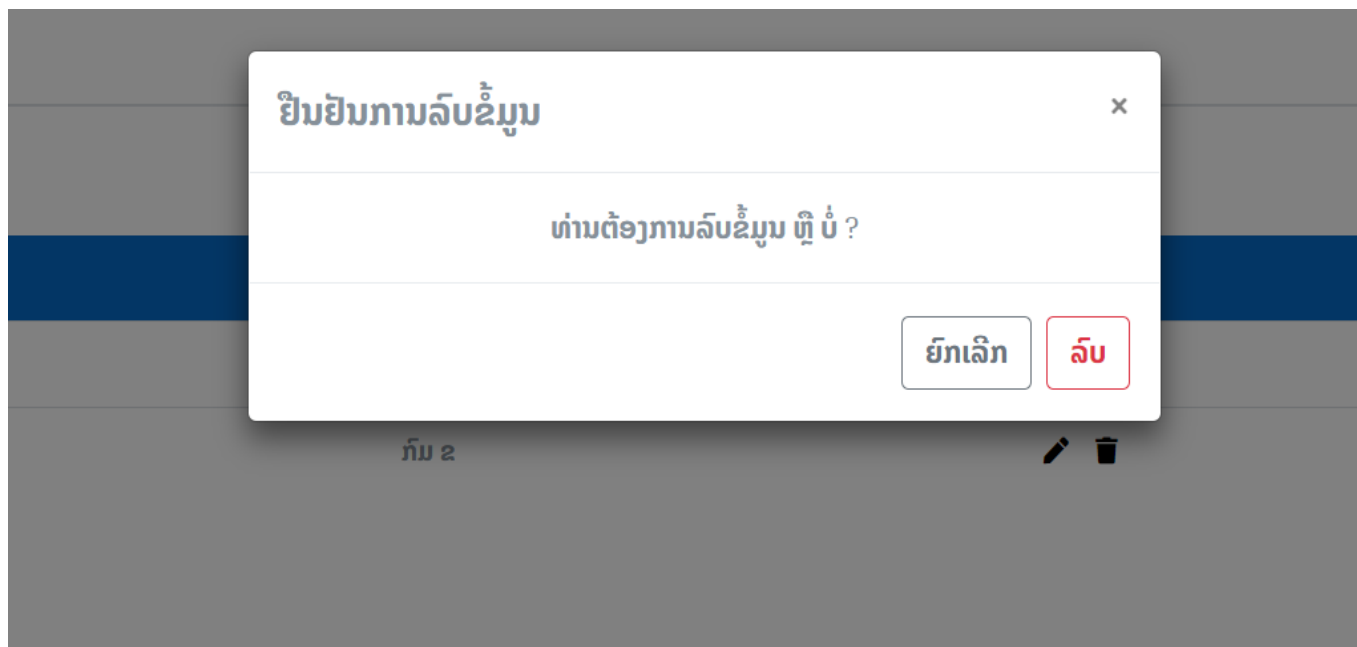 ຢືນຢັນການລົບຂໍ້ມູນ
×
ທ່ານຕ້ອງການລົບຂໍ້ມູນ ຫຼື ບໍ່ ?
ຍົກເລີກ ລົບ
ກົມ ຂ